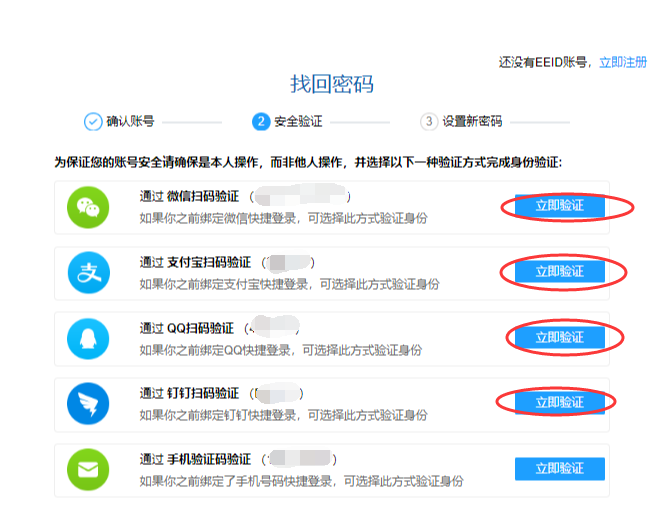 还没有EEID账号，立即注册
找回密码
确认账号 2 安全验证 3 设置新密码
为保证您的账号安全请确保是本人操作，而非他人操作，并选择以下一种验证方式完成身份验证：
通过 微信扫码验证 （ ）
如果你之前绑定微信快捷登录，可选择此方式验证身份
立即验证
通过 支付宝扫码验证 （ ）
如果你之前绑定支付宝快捷登录，可选择此方式验证身份
立即验证
通过 QQ扫码验证 （ ）
如果你之前绑定QQ快捷登录，可选择此方式验证身份
立即验证
通过 钉钉扫码验证 （ ）
如果你之前绑定钉钉快捷登录，可选择此方式验证身份
立即验证
通过 手机验证码验证 （ ）
如果你之前绑定了手机号码快捷登录，可选择此方式验证身份
立即验证